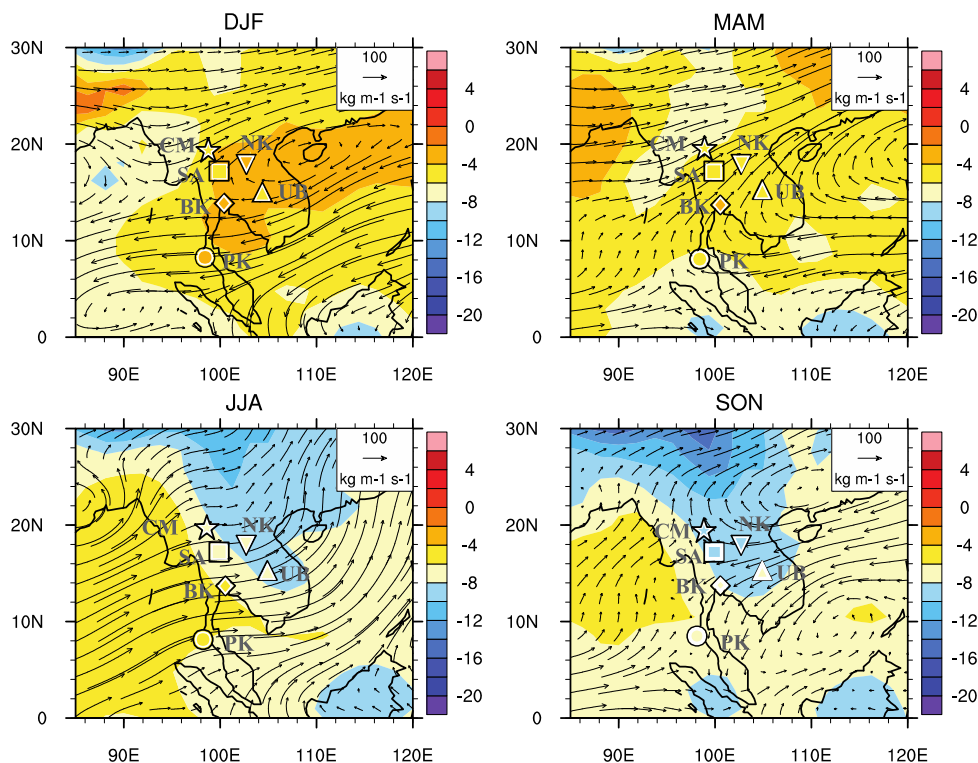 DJF
30N
20N
10N
0
90E
100E
110E
120E
100
kg m-1 s-1
CM
NK
SA
UB
BK
PK
4
0
-4
-8
-12
-16
-20
MAM
30N
20N
10N
0
90E
100E
110E
120E
100
kg m-1 s-1
CM
NK
SA
UB
BK
PK
4
0
-4
-8
-12
-16
-20
JJA
30N
20N
10N
0
90E
100E
110E
120E
100
kg m-1 s-1
CM
NK
SA
UB
BK
PK
4
0
-4
-8
-12
-16
-20
SON
30N
20N
10N
0
90E
100E
110E
120E
100
kg m-1 s-1
CM
NK
SA
UB
BK
PK
4
0
-4
-8
-12
-16
-20